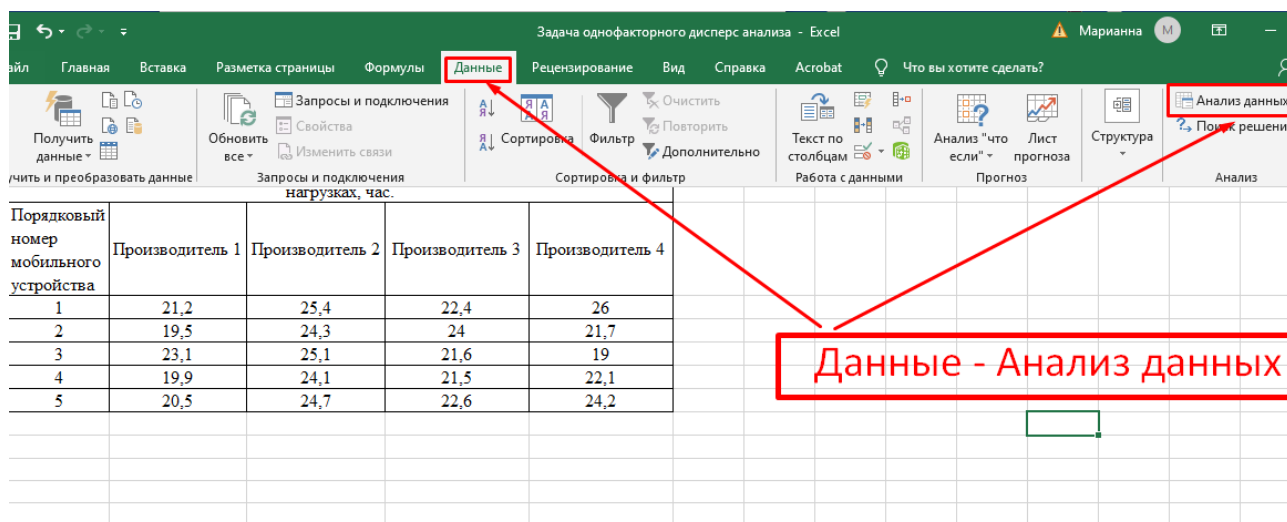 Задача однофакторного дисперс анализа - Excel
Марианна
М
айл Главная Вставка Разметка страницы Формулы Данные Рецензирование Вид Справка Acrobat Что вы хотите сделать?
Получить данные
Обновить все
Запросы и подключения
Свойства
Изменить связи
Сортировка
Фильтр
Очистить
Повторить
Дополнительно
Текст по столбцам
Анализ "что если"
Лист прогноза
Структура
Анализ данных
Поиск решени
учить и преобразовать данные
Запросы и подключения
Сортировка и фильтр
Работа с данными
Прогноз
Анализ
нагрузках, час.
Порядковый номер мобильного устройства
Производитель 1 Производитель 2 Производитель 3 Производитель 4
1 21,2 25,4 22,4 26
2 19,5 24,3 24 21,7
3 23,1 25,1 21,6 19
4 19,9 24,1 21,5 22,1
5 20,5 24,7 22,6 24,2
Данные - Анализ данных